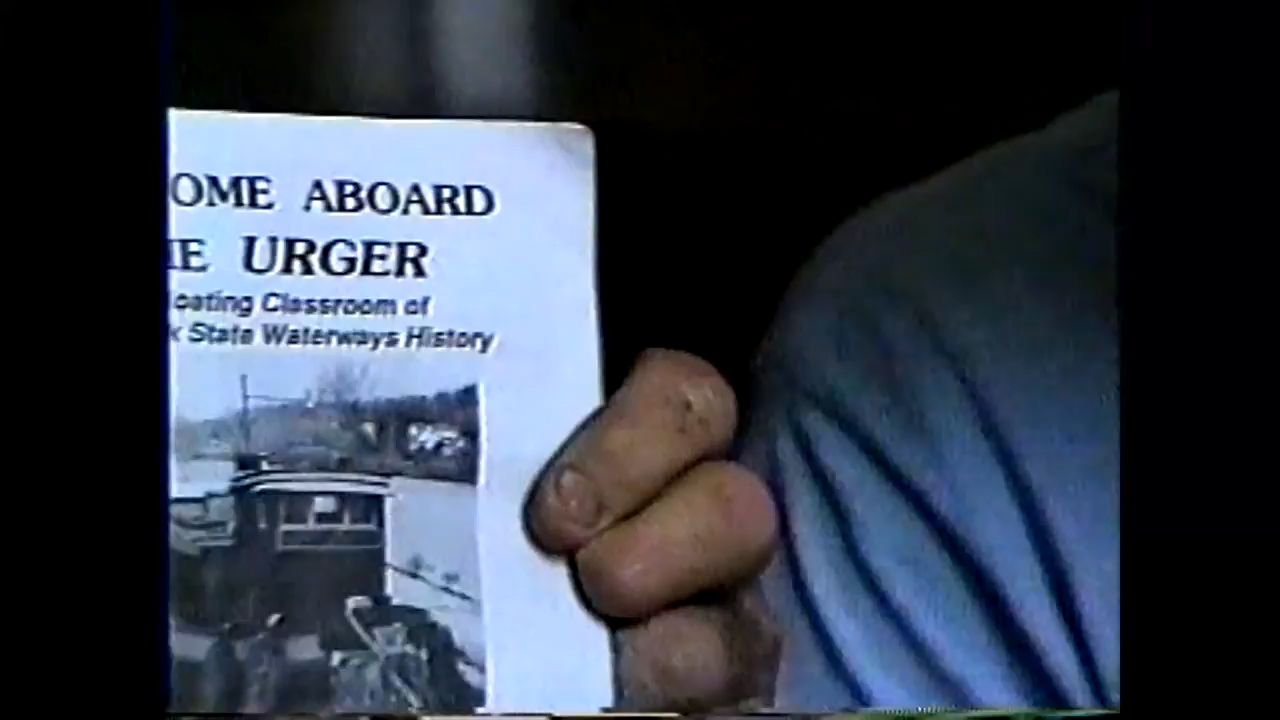 OME ABOARD
IE URGER
loating Classroom of
k State Waterways History